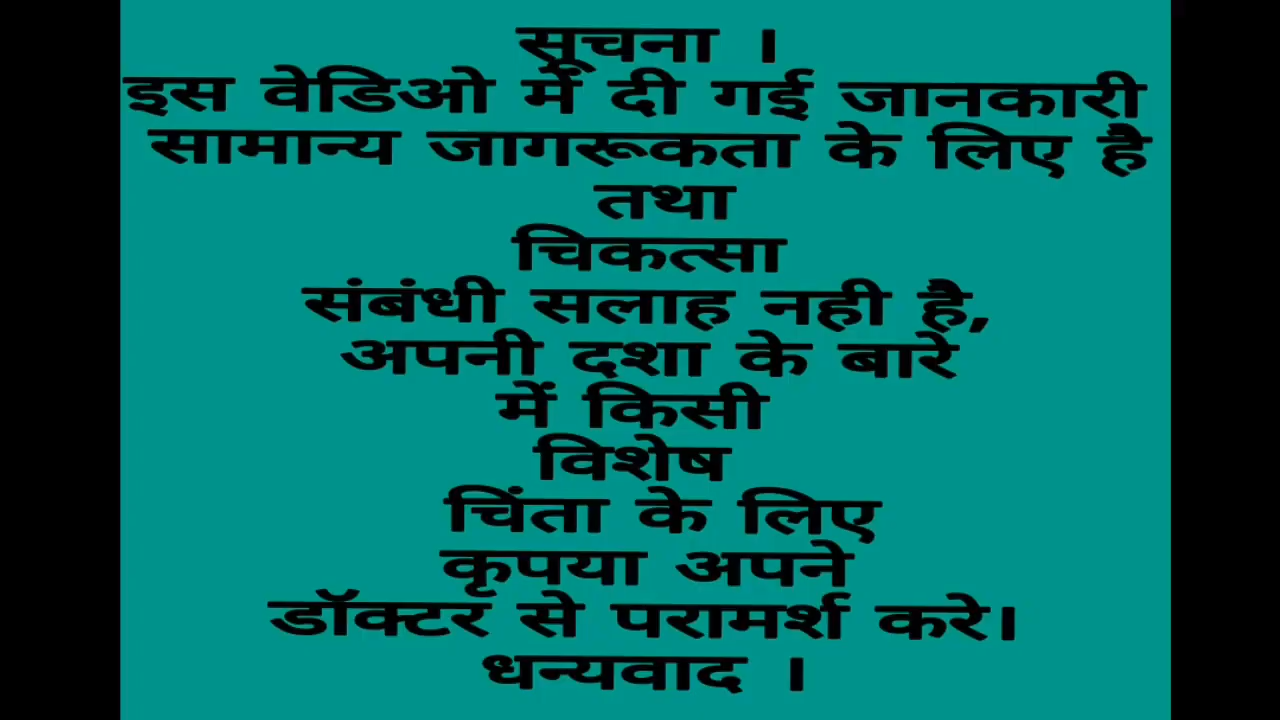 सूचना ।
इस वेडिओ में दी गई जानकारी
सामान्य जागरूकता के लिए है
तथा
चिकत्सा
संबंधी सलाह नही है,
अपनी दशा के बारे
में किसी
विशेष
चिंता के लिए
कृपया अपने
डॉक्टर से परामर्श करे।
धन्यवाद ।